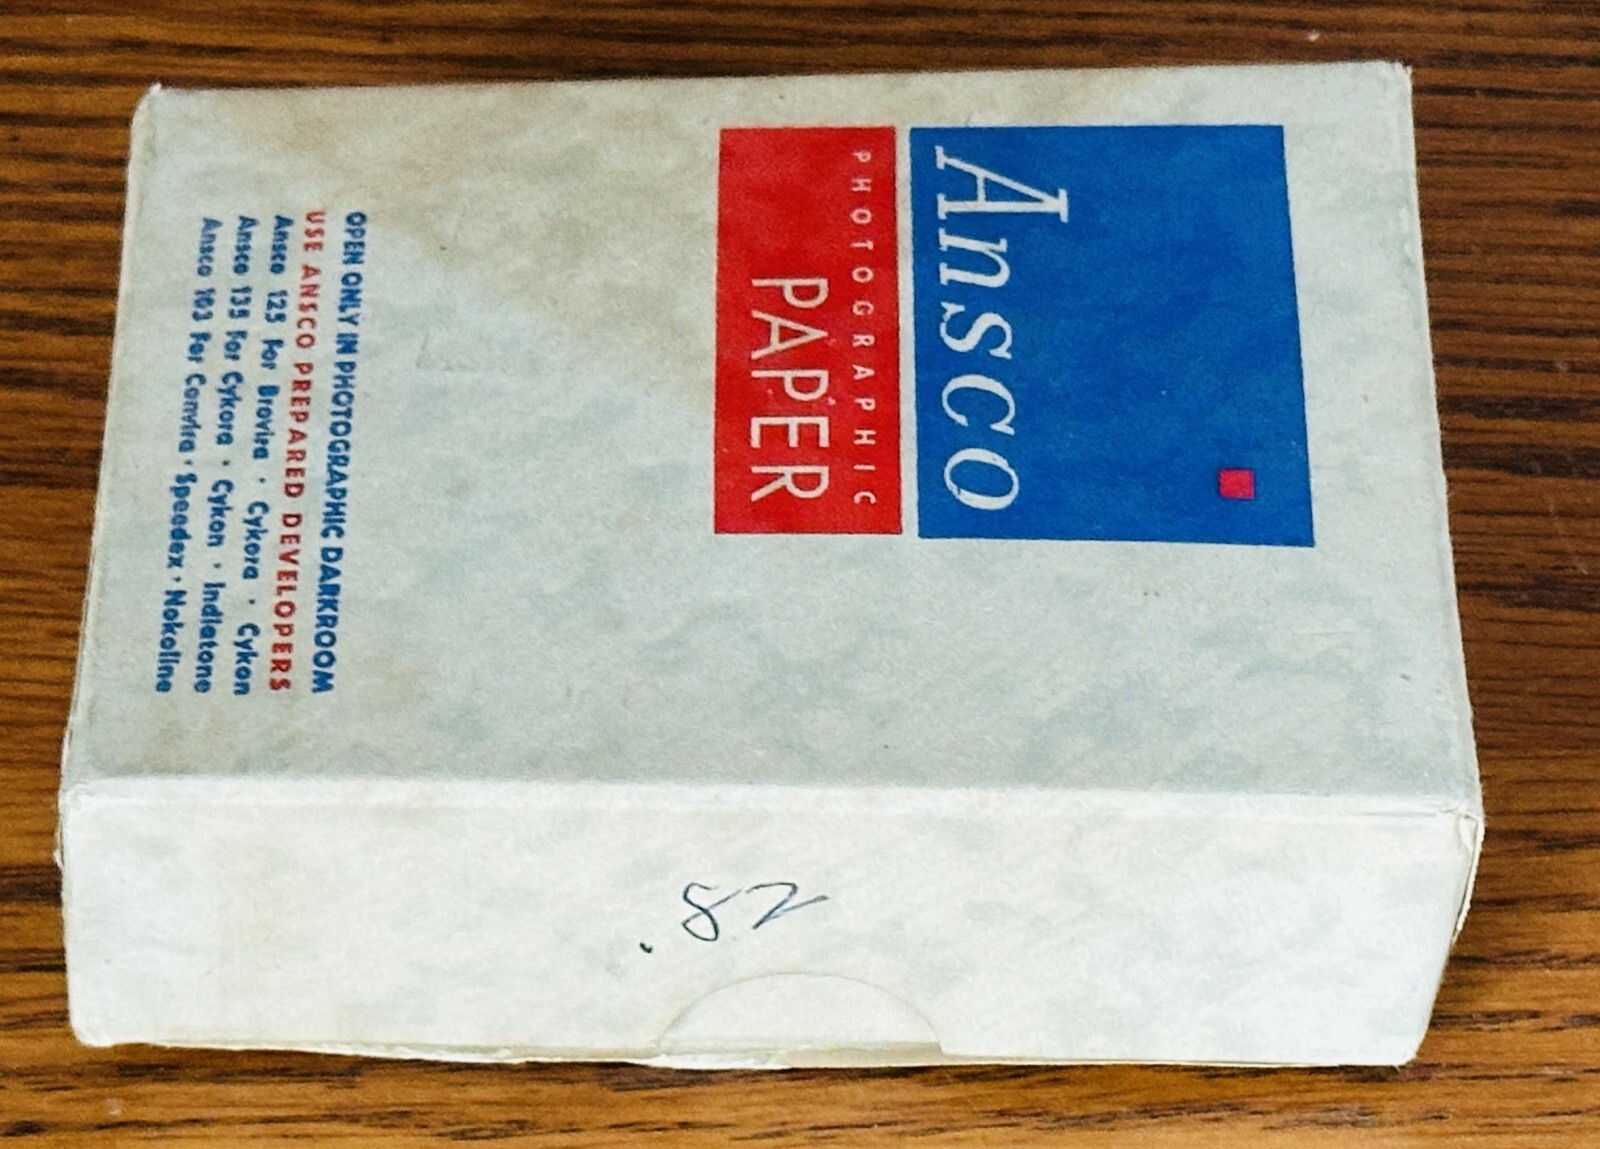 Ansco
PHOTOGRAPHIC
PAPER
OPEN ONLY IN PHOTOGRAPHIC DARKROOM
USE ANSCO PREPARED DEVELOPERS
Ansco 125 For Brovira · Cykora · Cykon
Ansco 135 For Cykora · Cykon · Indiatone
Ansco 103 For Convira · Speedex · Nokoline
.82